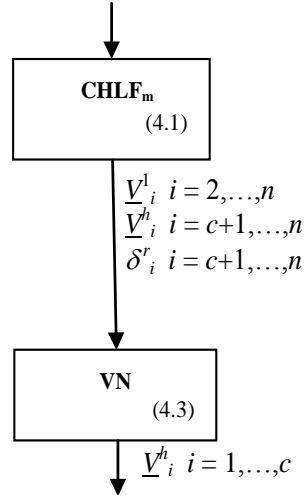 CHLFₘ
(4.1)
V¹ᵢ i = 2,…,n
Vʰᵢ i = c+1,…,n
δʳᵢ i = c+1,…,n
VN
(4.3)
Vʰᵢ i = 1,…,c